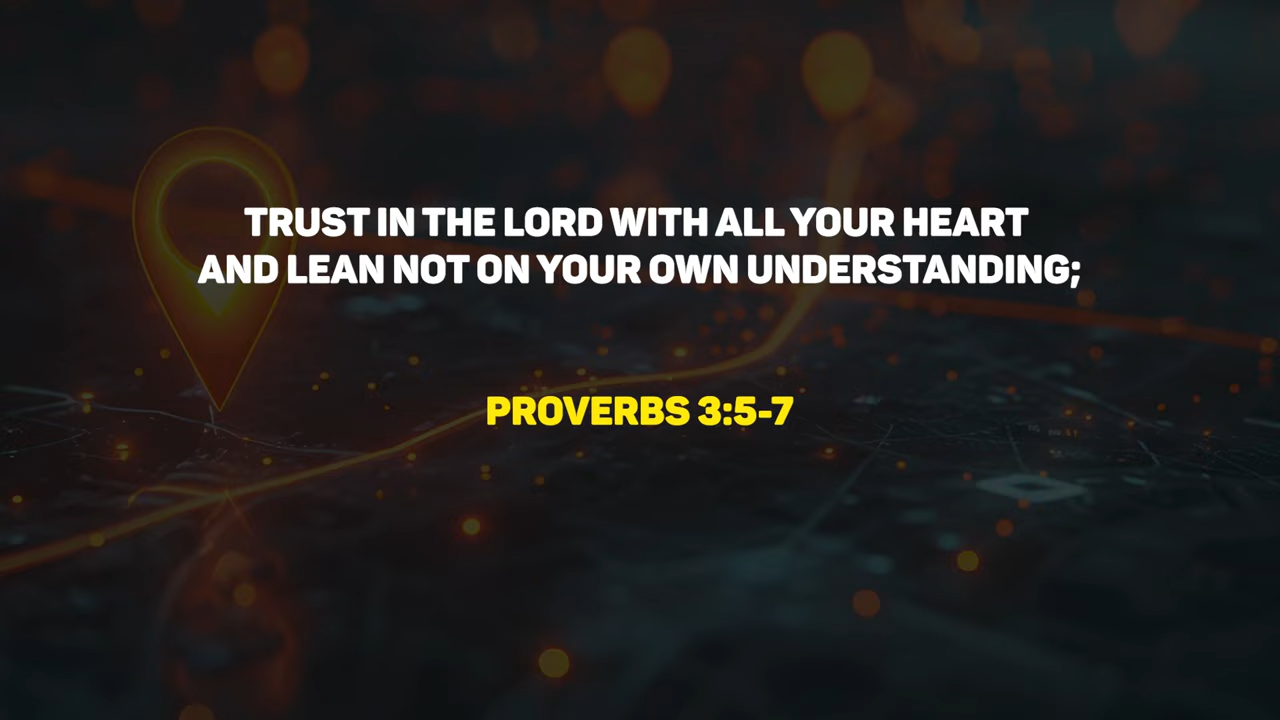 TRUST IN THE LORD WITH ALL YOUR HEART
AND LEAN NOT ON YOUR OWN UNDERSTANDING;
PROVERBS 3:5-7